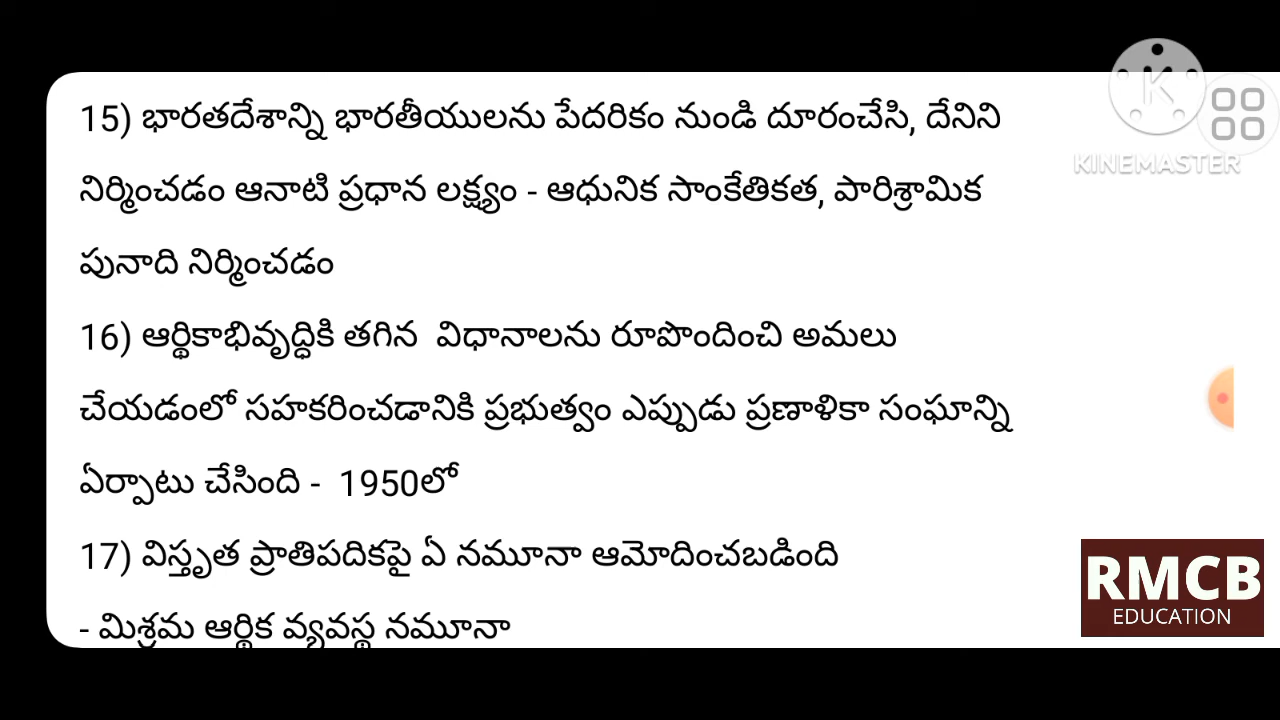 15) భారతదేశాన్ని భారతీయులను పేదరికం నుండి దూరంచేసి, దేనిని
నిర్మించడం ఆనాటి ప్రధాన లక్ష్యం - ఆధునిక సాంకేతికత, పారిశ్రామిక
పునాది నిర్మించడం
16) ఆర్థికాభివృద్ధికి తగిన  విధానాలను రూపొందించి అమలు
చేయడంలో సహకరించడానికి ప్రభుత్వం ఎప్పుడు ప్రణాళికా సంఘాన్ని
ఏర్పాటు చేసింది -  1950లో
17) విస్తృత ప్రాతిపదికపై ఏ నమూనా ఆమోదించబడింది
- మిశ్రమ ఆర్థిక వ్యవస్థ నమూనా
K
KINEMASTER
RMCB
EDUCATION